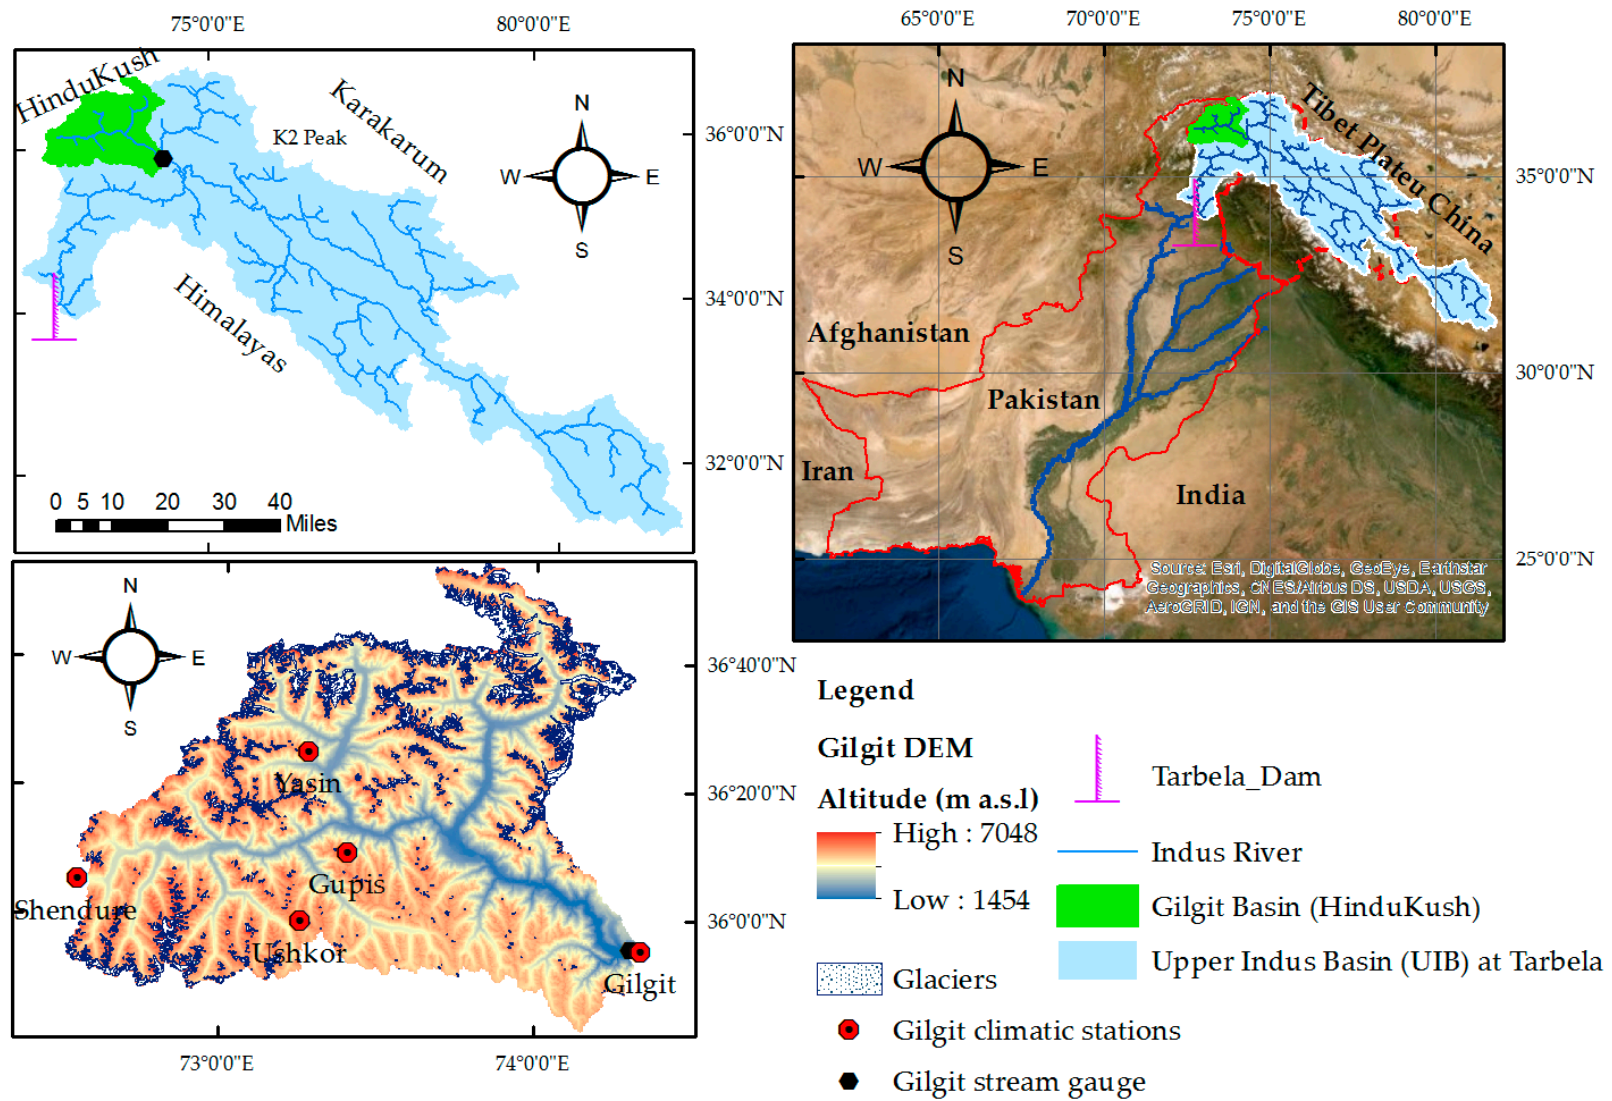 75°0'0"E
80°0'0"E
HinduKush
Karakarum
K2 Peak
Himalayas
N
W
E
S
36°0'0"N
34°0'0"N
32°0'0"N
0 5 10 20 30 40
Miles
65°0'0"E
70°0'0"E
75°0'0"E
80°0'0"E
N
W
E
S
Tibet Plateu China
Afghanistan
Pakistan
Iran
India
35°0'0"N
30°0'0"N
25°0'0"N
Source: Esri, DigitalGlobe, GeoEye, Earthstar
Geographics, CNES/Airbus DS, USDA, USGS,
AeroGRID, IGN, and the GIS User Community
N
W
E
S
Yasin
Gupis
Shendure
Ushkor
Gilgit
36°40'0"N
36°20'0"N
36°0'0"N
73°0'0"E
74°0'0"E
Legend
Gilgit DEM
Altitude (m a.s.l)
High : 7048
Low : 1454
Glaciers
Gilgit climatic stations
Gilgit stream gauge
Tarbela_Dam
Indus River
Gilgit Basin (HinduKush)
Upper Indus Basin (UIB) at Tarbela